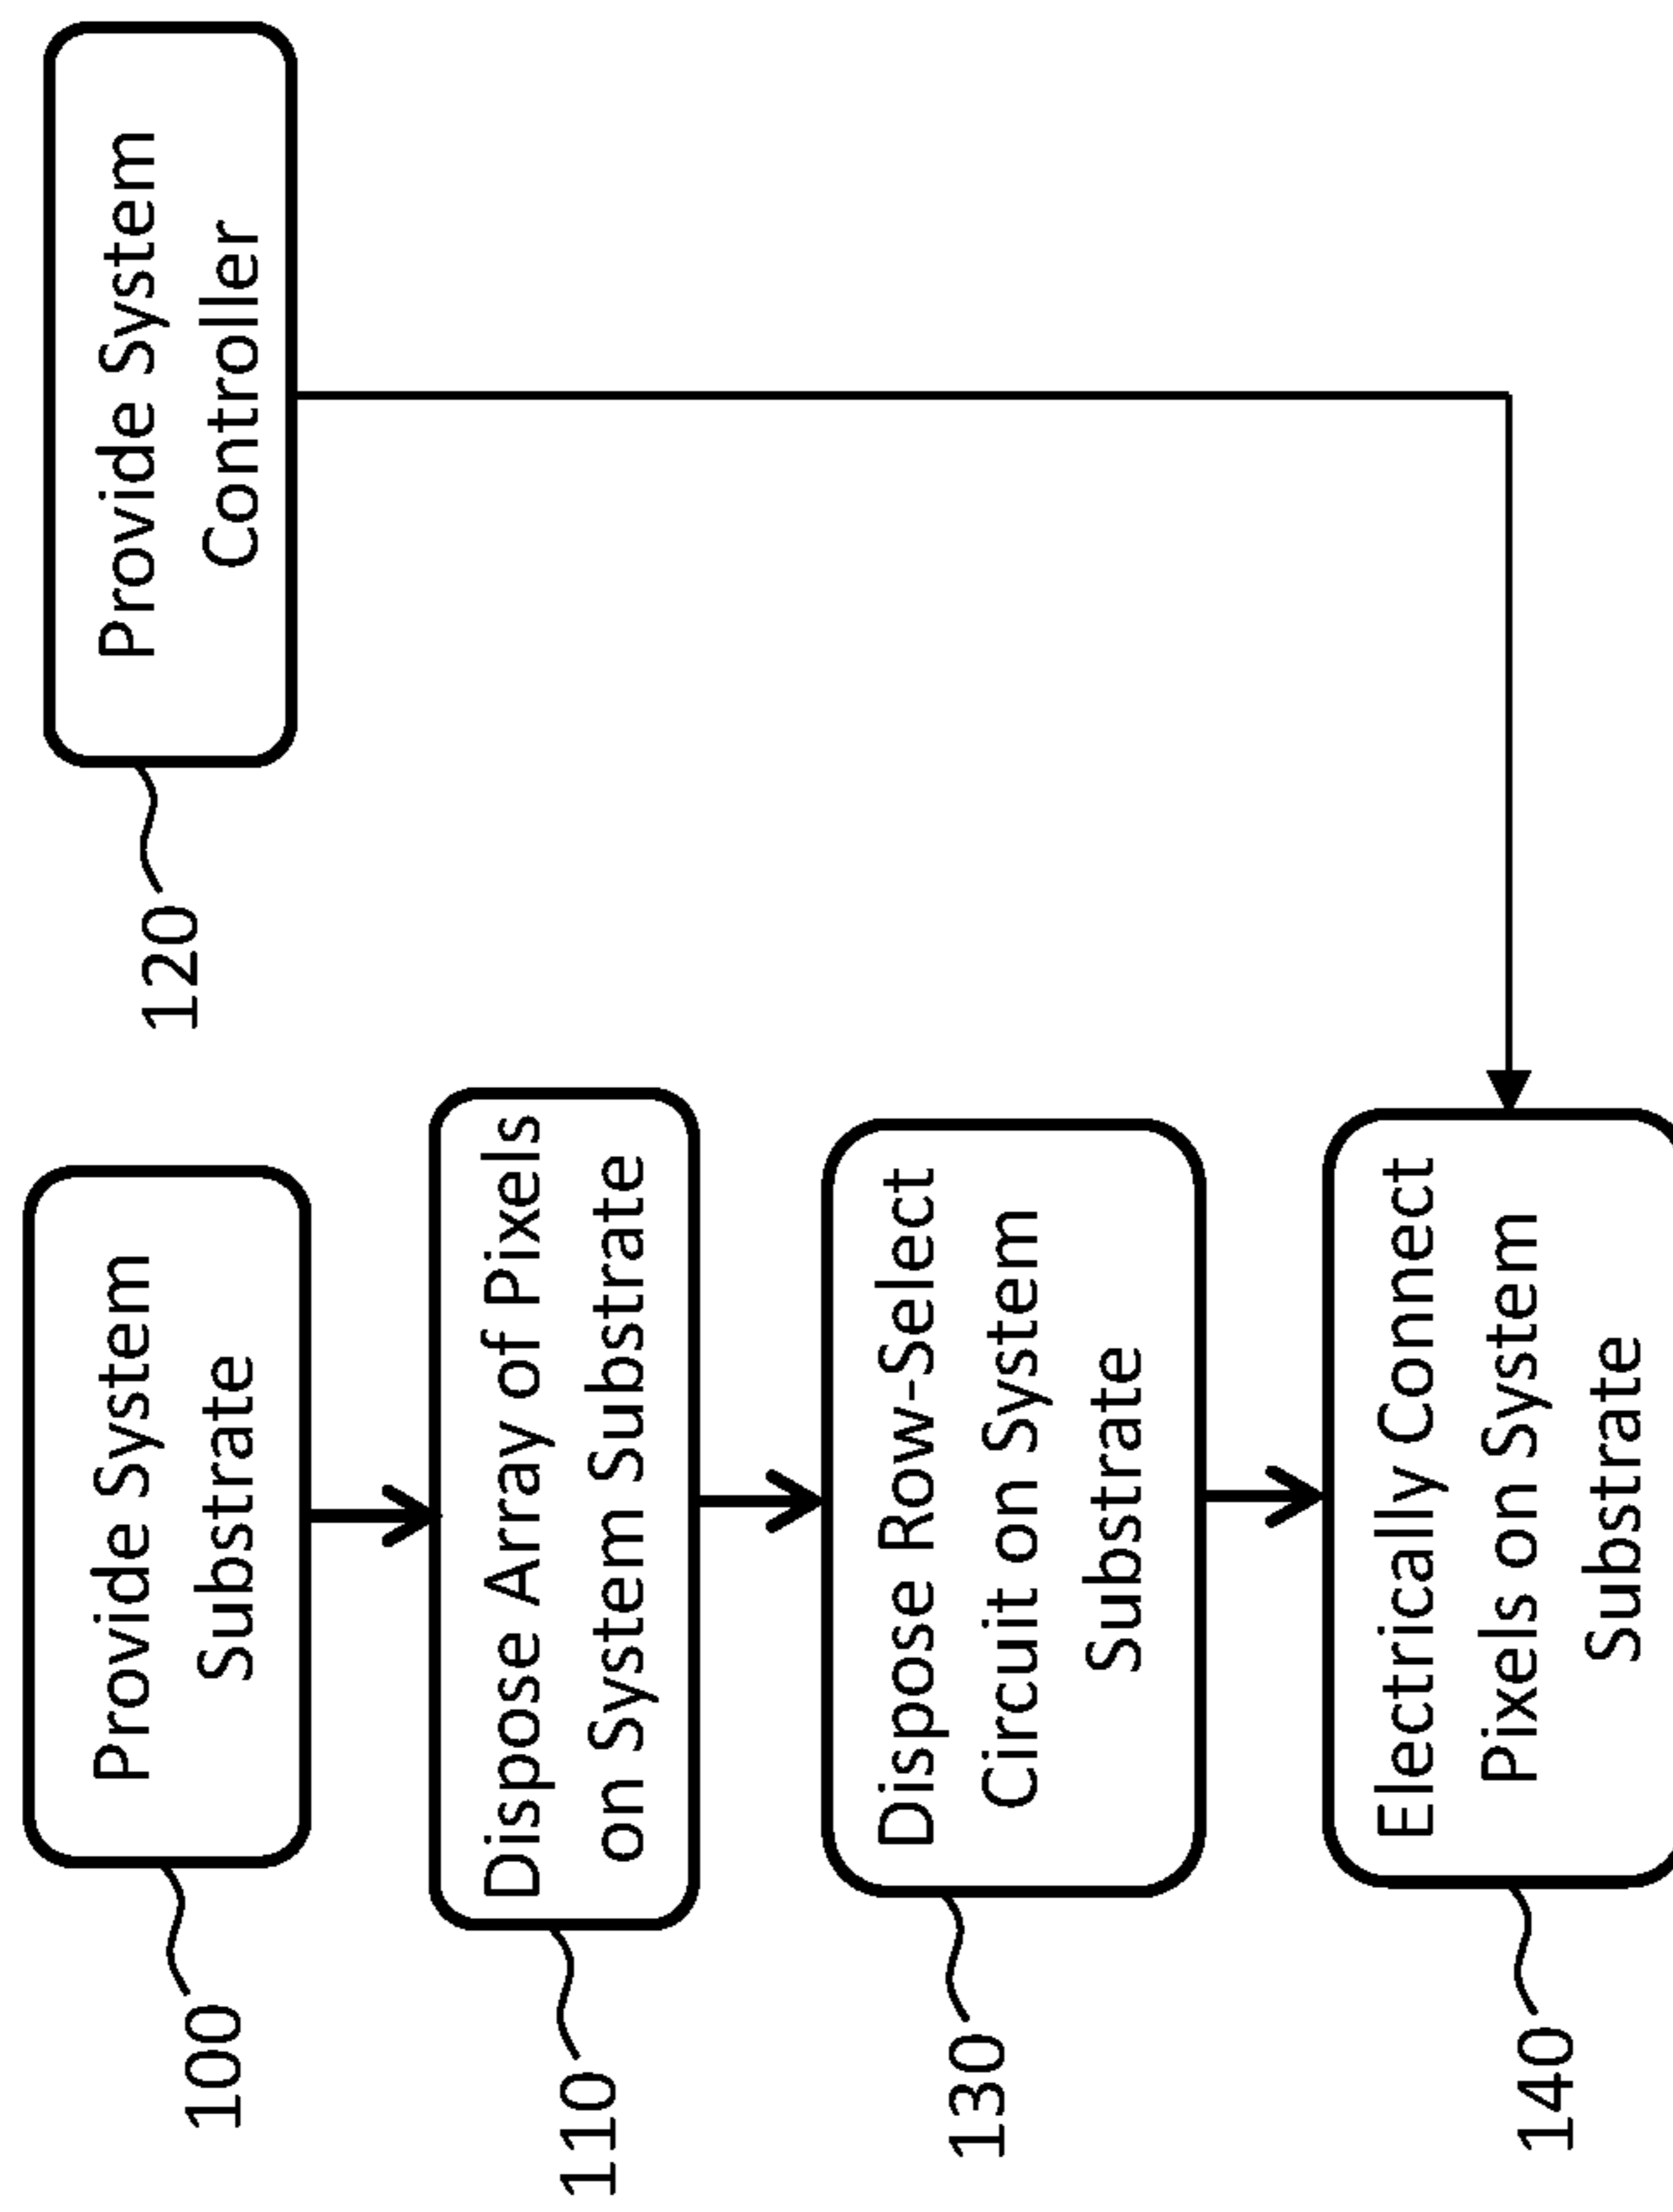 100
Provide System
Substrate
120
Provide System
Controller
110
Dispose Array of Pixels
on System Substrate
130
Dispose Row-Select
Circuit on System
Substrate
140
Electrically Connect
Pixels on System
Substrate